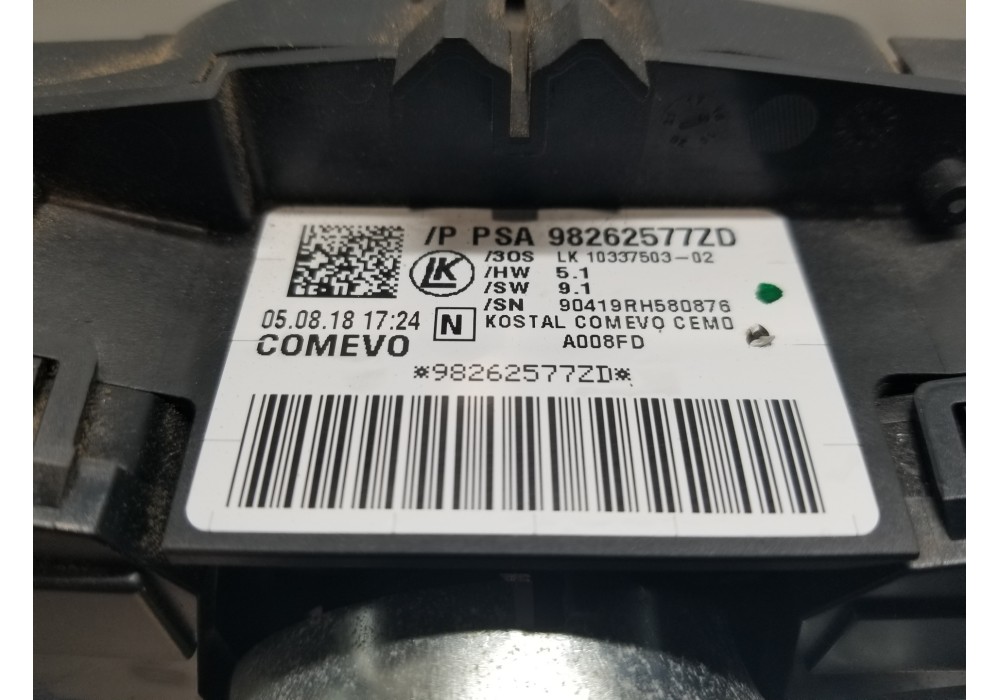 /P PSA 98262577ZD
/3OS LK 10337503-02
LK
/HW 5.1
/SW 9.1
/SN 90419RH580876
05.08.18 17:24 N KOSTAL COMEVO CEMO
COMEVO A008FD
*98262577ZD*